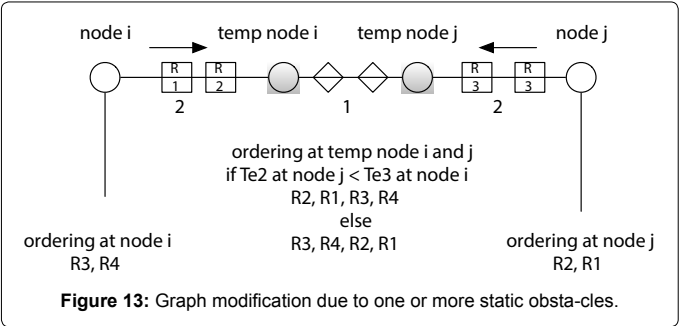 node i temp node i temp node j node j
R 1 R 2 R 3 R 3
2 1 2
ordering at temp node i and j
if Te2 at node j < Te3 at node i
R2, R1, R3, R4
else
R3, R4, R2, R1
ordering at node i
R3, R4
ordering at node j
R2, R1
Figure 13: Graph modification due to one or more static obsta-cles.